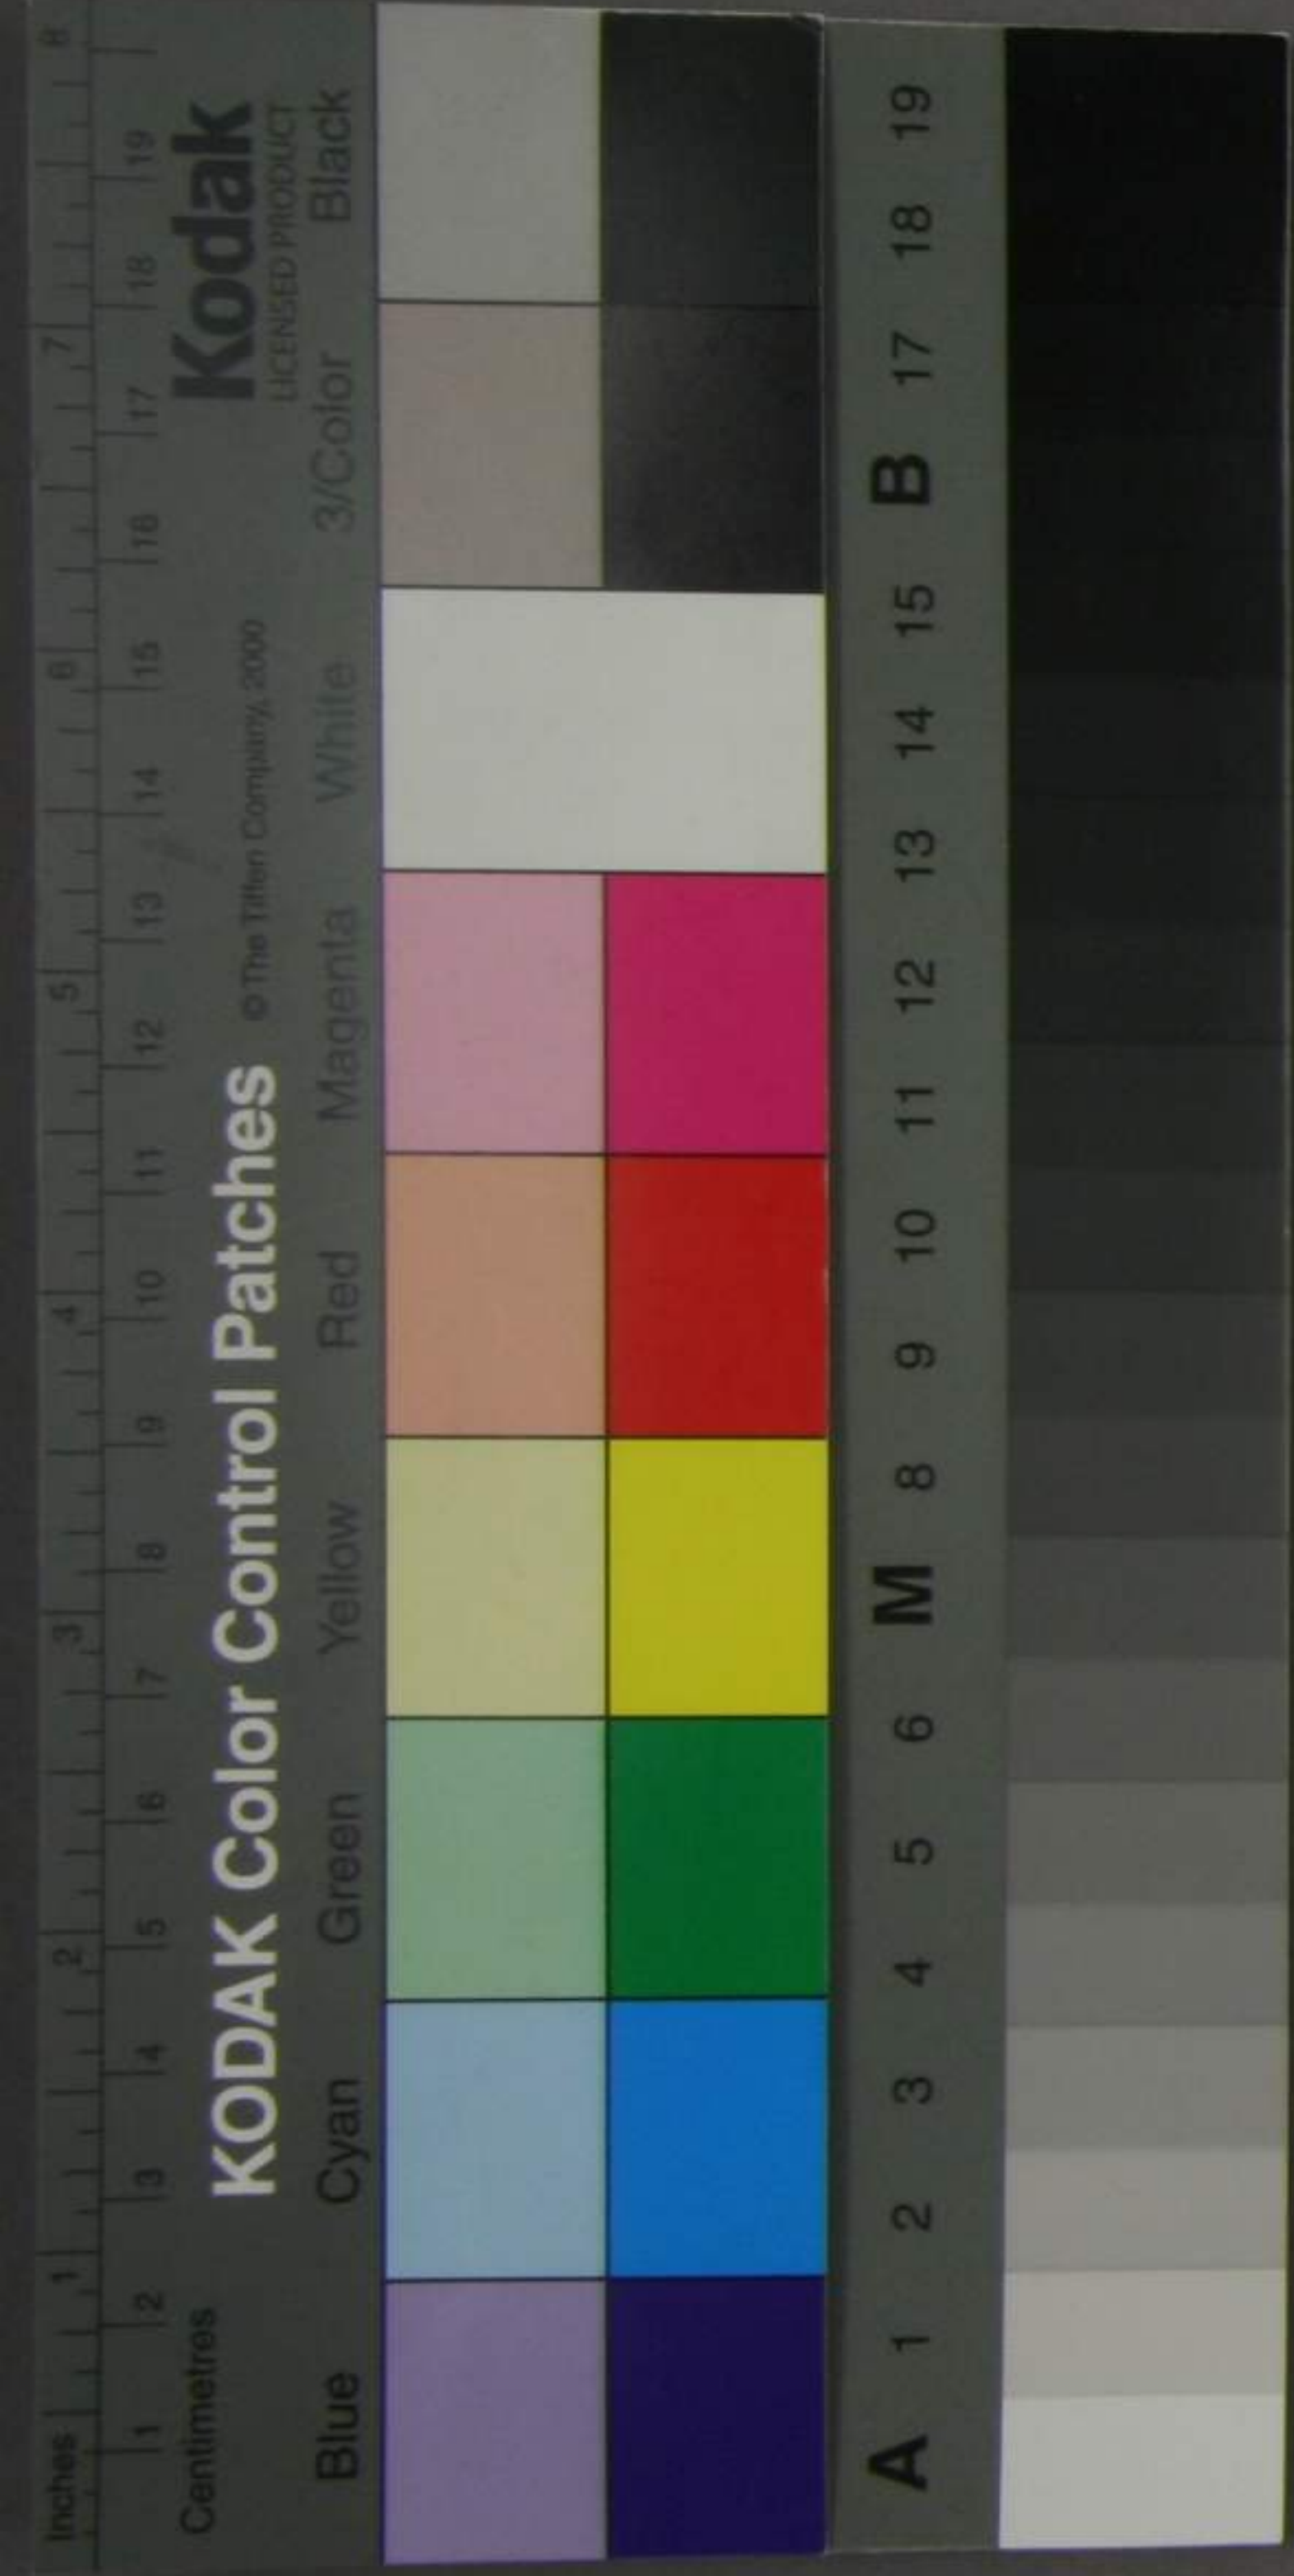 Inches 1 2 3 4 5 6 7 8
1 2 3 4 5 6 7 8 9 10 11 12 13 14 15 16 17 18 19
Centimetres
KODAK Color Control Patches © The Tiffen Company, 2000 Kodak
LICENSED PRODUCT
Blue Cyan Green Yellow Red Magenta White 3/Color Black
A 1 2 3 4 5 6 M 8 9 10 11 12 13 14 15 B 17 18 19